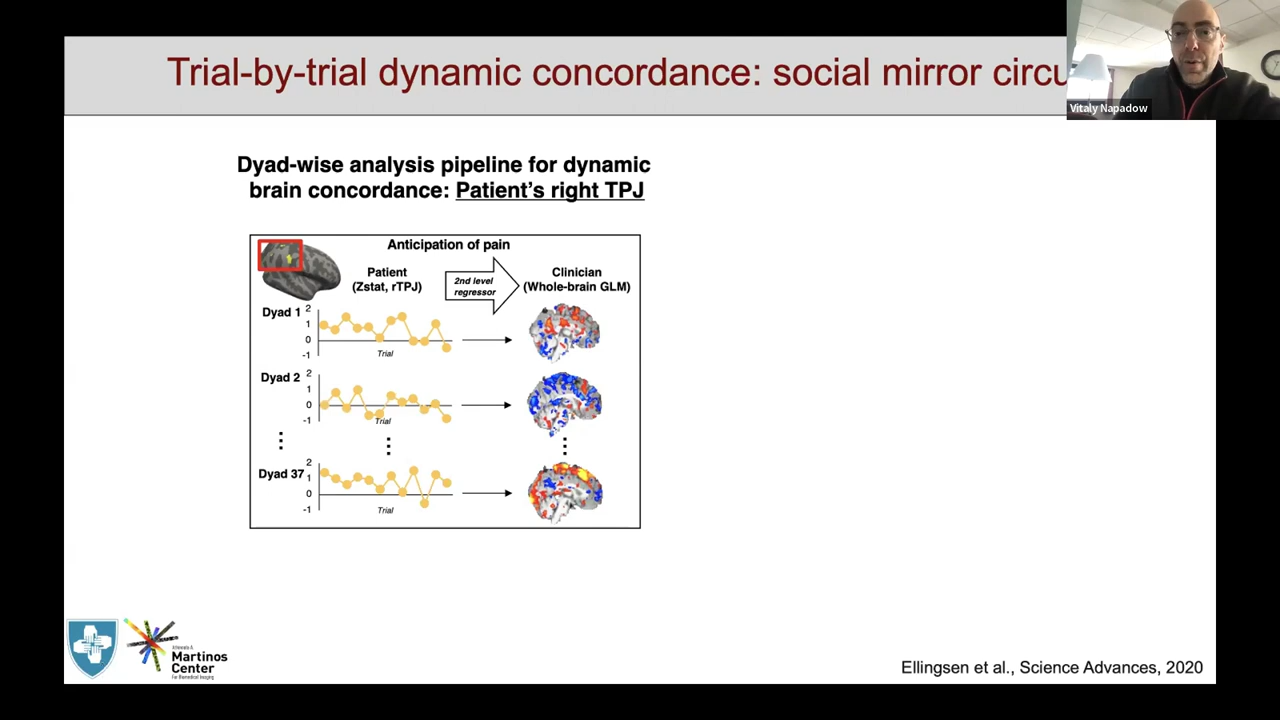 Trial-by-trial dynamic concordance: social mirror circu
Vitaly Napadow
Dyad-wise analysis pipeline for dynamic
brain concordance: Patient's right TPJ
Anticipation of pain
Patient
(Zstat, rTPJ)
2nd level
regressor
Clinician
(Whole-brain GLM)
Dyad 1
2
1
0
-1
Trial
Dyad 2
2
1
0
-1
Trial
Dyad 37
2
1
0
-1
Trial
Martinos
Center
Ellingsen et al., Science Advances, 2020